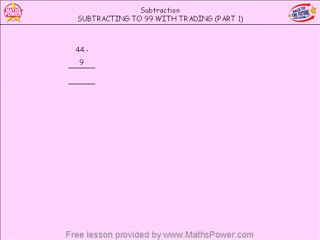 Subtraction
SUBTRACTING TO 99 WITH TRADING (PART 1)
44 -
9
Free lesson provided by www.MathsPower.com